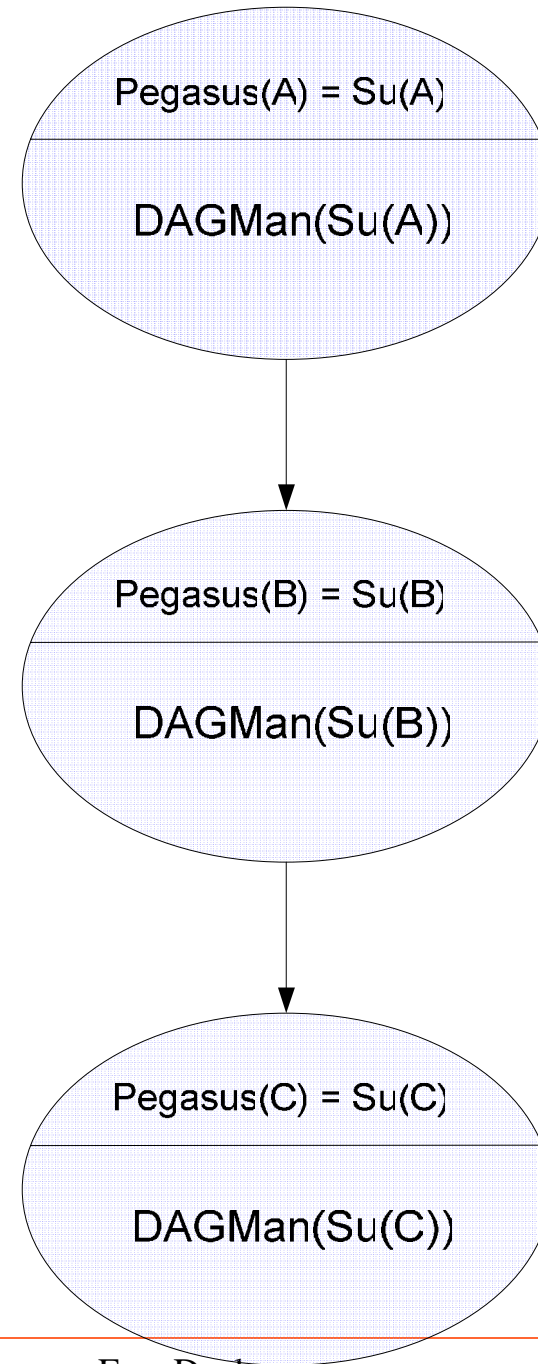 Pegasus(A) = Su(A)
DAGMan(Su(A))
Pegasus(B) = Su(B)
DAGMan(Su(B))
Pegasus(C) = Su(C)
DAGMan(Su(C))